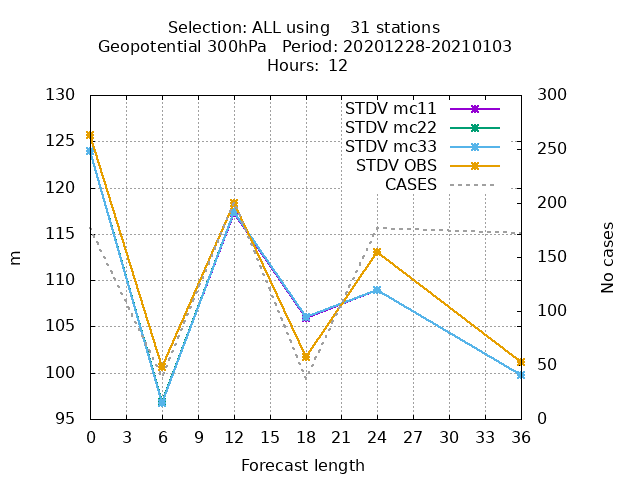 Selection: ALL using    31 stations
Geopotential 300hPa   Period: 20201228-20210103
Hours: 12
130
125
120
115
110
105
100
95
m
STDV mc11
STDV mc22
STDV mc33
STDV OBS
CASES
300
250
200
150
100
50
0
No cases
0 3 6 9 12 15 18 21 24 27 30 33 36
Forecast length